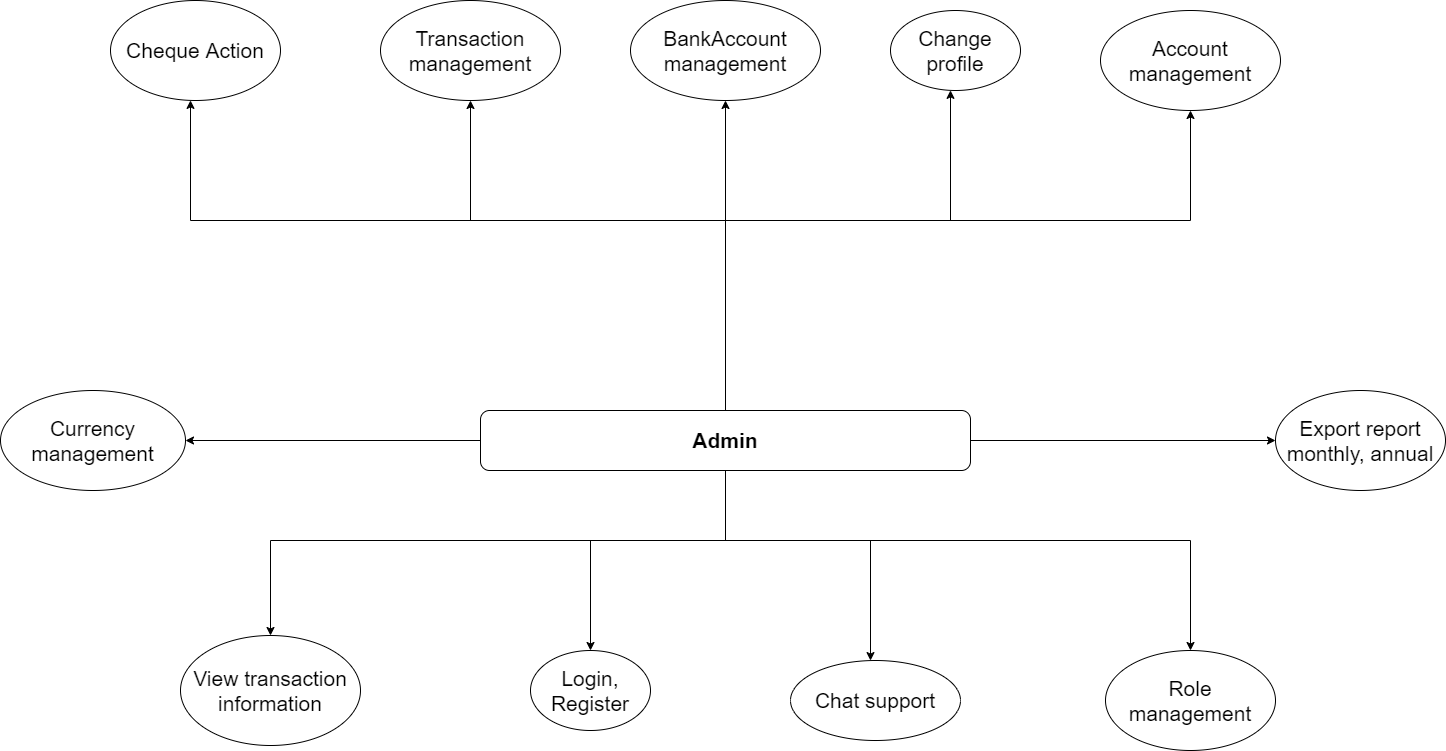 Cheque Action
Transaction
management
BankAccount
management
Change
profile
Account
management
Currency
management
Admin
Export report
monthly, annual
View transaction
information
Login,
Register
Chat support
Role
management